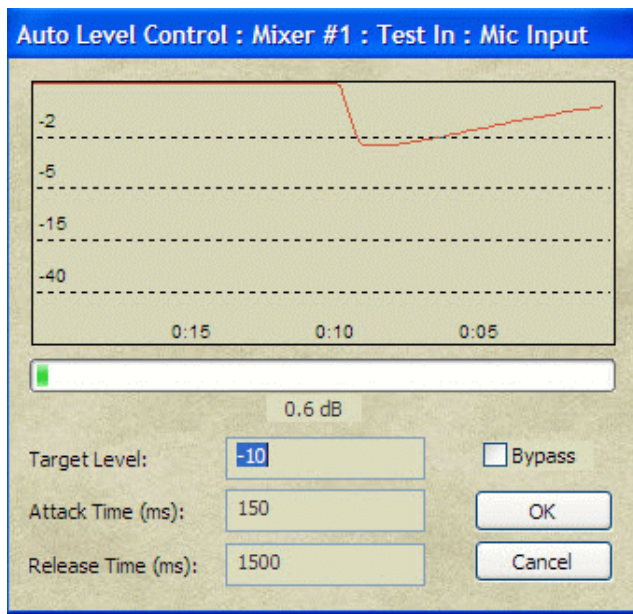 Auto Level Control : Mixer #1 : Test In : Mic Input
-2
-5
-15
-40
0:15 0:10 0:05
0.6 dB
Target Level: -10 Bypass
Attack Time (ms): 150 OK
Release Time (ms): 1500 Cancel